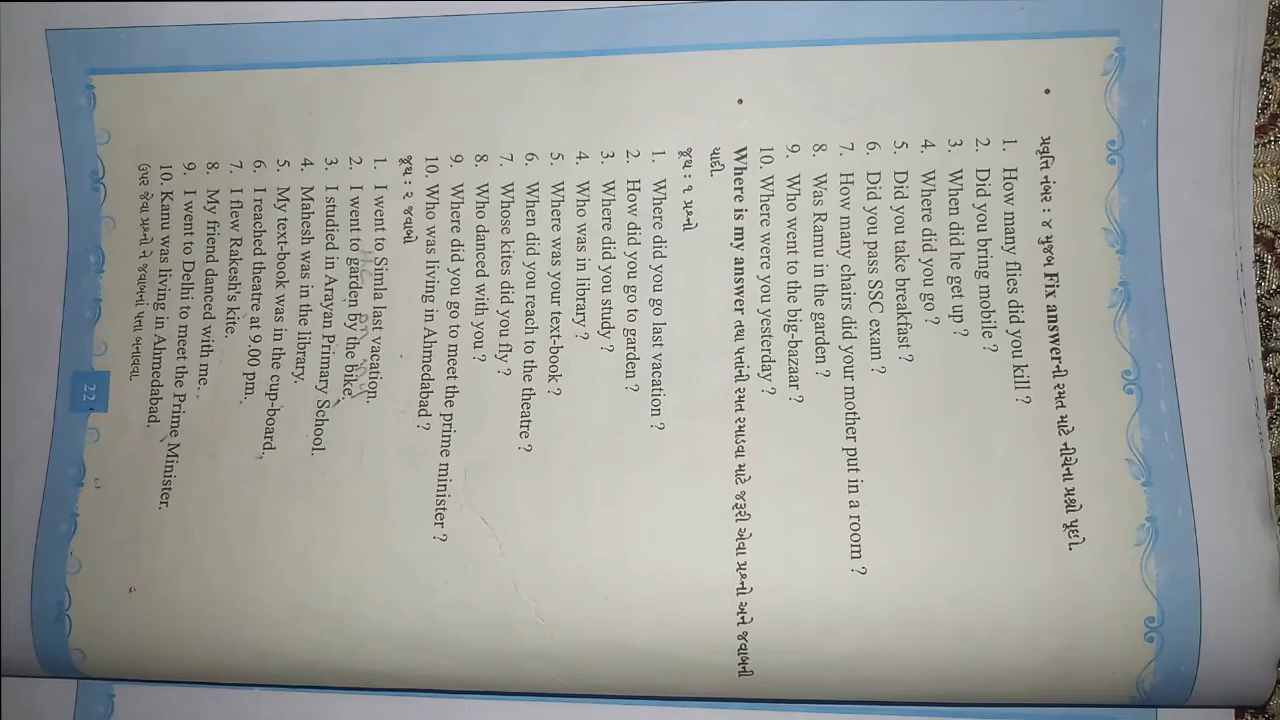 • પ્રવૃત્તિ નંબર : ૪ મુજબ Fix answerની રમત માટે નીચેના પ્રશ્નો પૂછો.
1. How many flies did you kill ?
2. Did you bring mobile ?
3. When did he get up ?
4. Where did you go ?
5. Did you take breakfast ?
6. Did you pass SSC exam ?
7. How many chairs did your mother put in a room ?
8. Was Ramu in the garden ?
9. Who went to the big-bazaar ?
10. Where were you yesterday ?
• Where is my answer તથા પત્તાંની રમત રમાડવા માટે જરૂરી એવા પ્રશ્નો અને જવાબની
યાદી.
જૂથ : ૧ પ્રશ્નો
1. Where did you go last vacation ?
2. How did you go to garden ?
3. Where did you study ?
4. Who was in library ?
5. Where was your text-book ?
6. When did you reach to the theatre ?
7. Whose kites did you fly ?
8. Who danced with you ?
9. Where did you go to meet the prime minister ?
10. Who was living in Ahmedabad ?
જૂથ : ૨ જવાબો
1. I went to Simla last vacation.
2. I went to garden by the bike.
3. I studied in Arayan Primary School.
4. Mahesh was in the library.
5. My text-book was in the cup-board.
6. I reached theatre at 9.00 pm.
7. I flew Rakesh's kite.
8. My friend danced with me.
9. I went to Delhi to meet the Prime Minister.
10. Kanu was living in Ahmedabad.
ઉપર જેવા પ્રશ્નો ને જવાબના પત્તા બનાવવા.
22